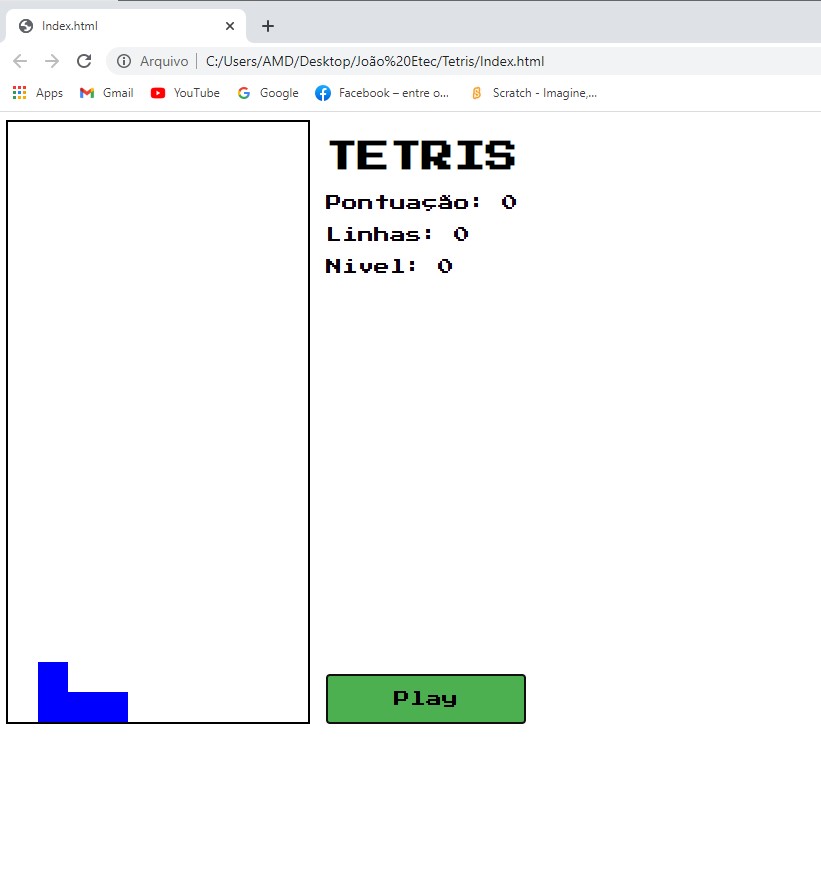 Index.html
Arquivo | C:/Users/AMD/Desktop/João%20Etec/Tetris/Index.html
Apps Gmail YouTube Google Facebook – entre o... Scratch - Imagine,...
TETRIS
Pontuação: 0
Linhas: 0
Nivel: 0
Play